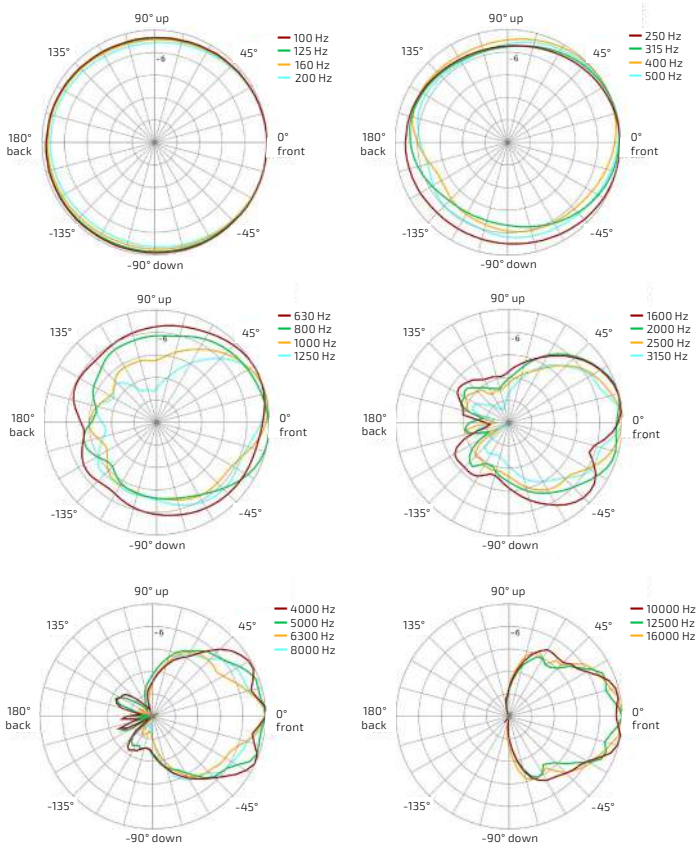 90° up
100 Hz
125 Hz
160 Hz
200 Hz
135°
45°
-6
180°
back
0°
front
-135°
-45°
-90° down
90° up
250 Hz
315 Hz
400 Hz
500 Hz
135°
45°
-6
180°
back
0°
front
-135°
-45°
-90° down
90° up
630 Hz
800 Hz
1000 Hz
1250 Hz
135°
45°
-6
180°
back
0°
front
-135°
-45°
-90° down
90° up
1600 Hz
2000 Hz
2500 Hz
3150 Hz
135°
45°
-6
180°
back
0°
front
-135°
-45°
-90° down
90° up
4000 Hz
5000 Hz
6300 Hz
8000 Hz
135°
45°
-6
180°
back
0°
front
-135°
-45°
-90° down
90° up
10000 Hz
12500 Hz
16000 Hz
135°
45°
-6
180°
back
0°
front
-135°
-45°
-90° down